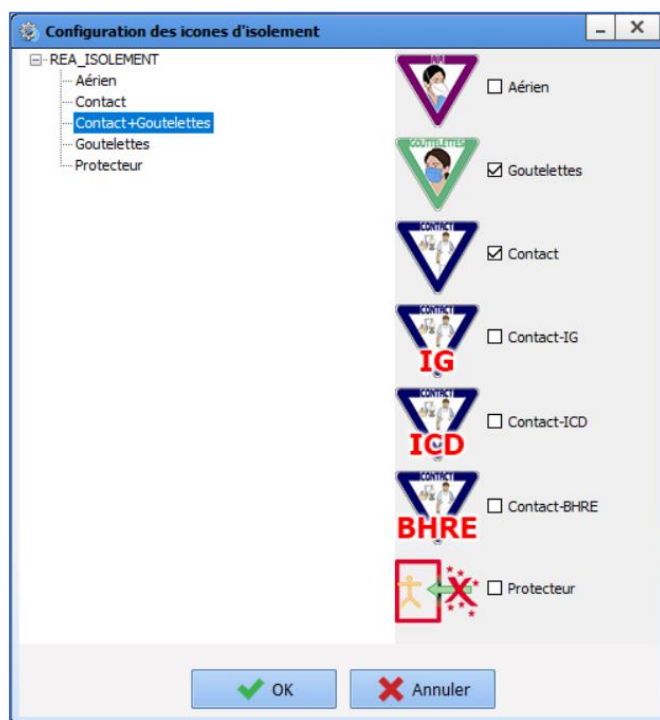 Configuration des icones d'isolement
REA_ISOLEMENT
Aérien
Contact
Contact+Goutelettes
Goutelettes
Protecteur
AIR
Aérien
GOUTTELETTES
Goutelettes
CONTACT
Contact
CONTACT
IG
Contact-IG
CONTACT
ICD
Contact-ICD
CONTACT
BHRE
Contact-BHRE
Protecteur
OK
Annuler